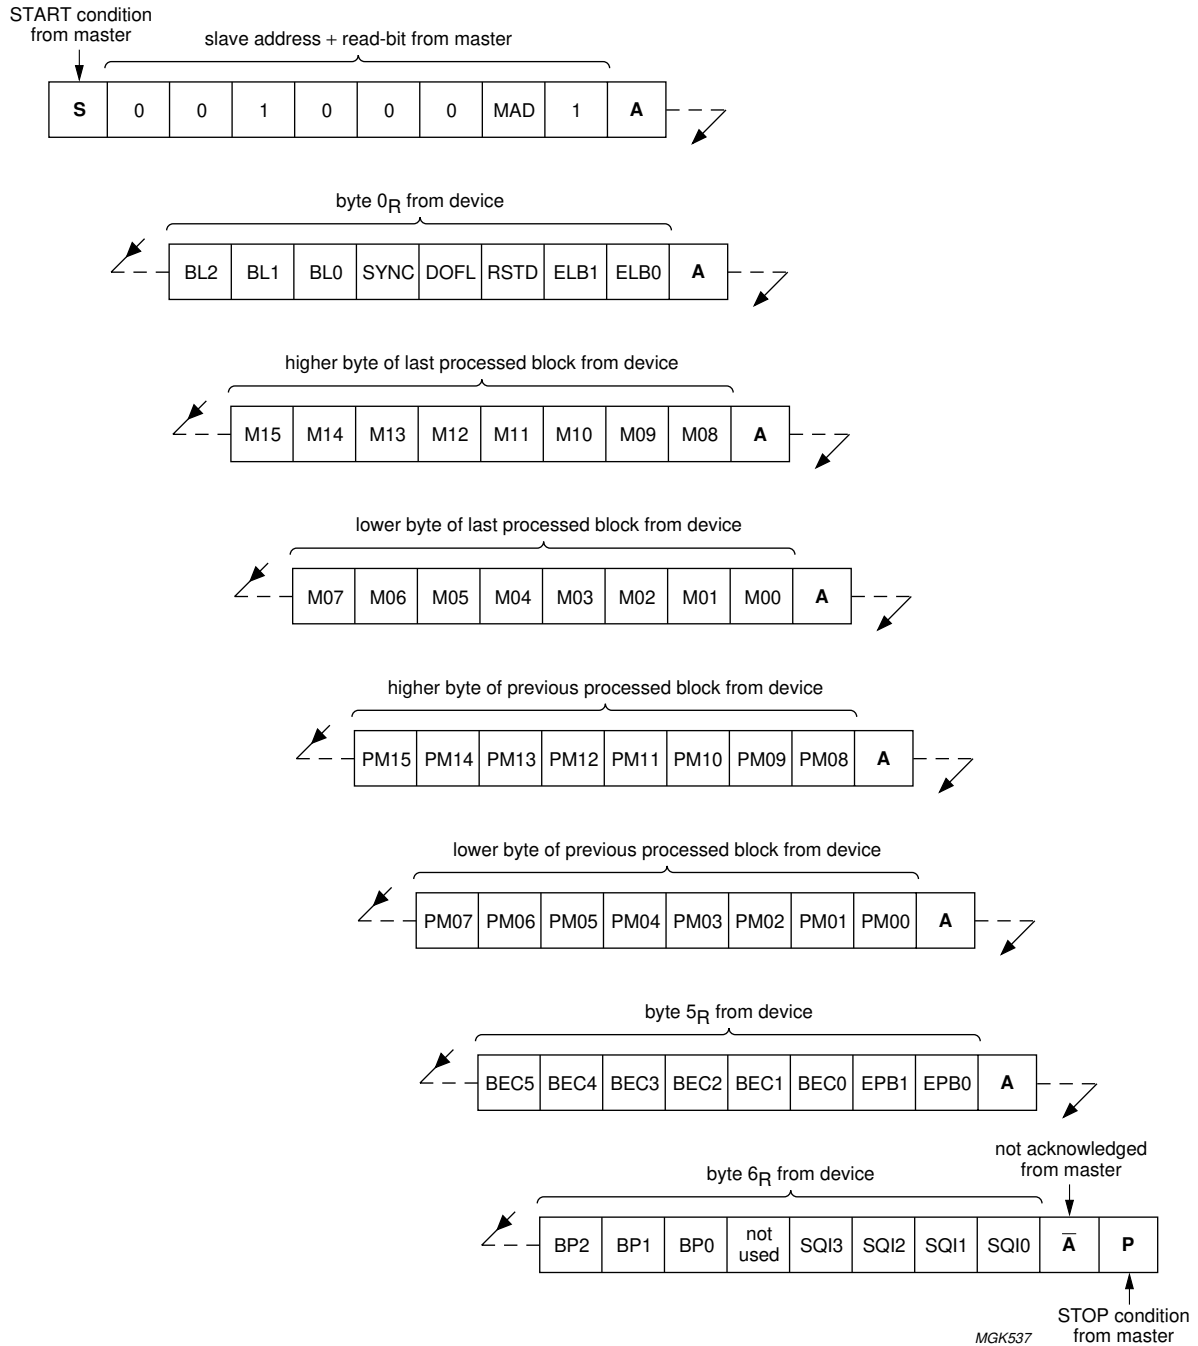 START condition
from master
slave address + read-bit from master
S 0 0 1 0 0 0 MAD 1 A
byte 0R from device
BL2 BL1 BL0 SYNC DOFL RSTD ELB1 ELB0 A
higher byte of last processed block from device
M15 M14 M13 M12 M11 M10 M09 M08 A
lower byte of last processed block from device
M07 M06 M05 M04 M03 M02 M01 M00 A
higher byte of previous processed block from device
PM15 PM14 PM13 PM12 PM11 PM10 PM09 PM08 A
lower byte of previous processed block from device
PM07 PM06 PM05 PM04 PM03 PM02 PM01 PM00 A
byte 5R from device
BEC5 BEC4 BEC3 BEC2 BEC1 BEC0 EPB1 EPB0 A
not acknowledged
from master
byte 6R from device
BP2 BP1 BP0 not used SQI3 SQI2 SQI1 SQI0 A̅ P
STOP condition
from master
MGK537